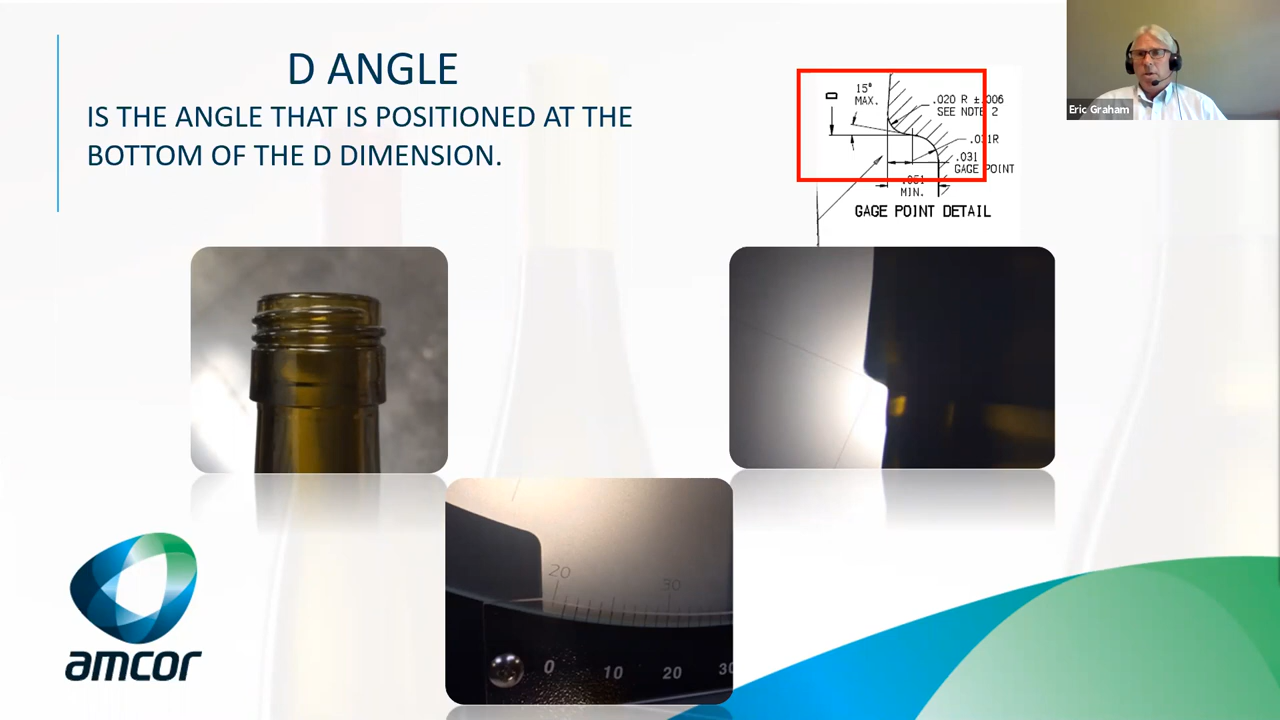 D ANGLE
IS THE ANGLE THAT IS POSITIONED AT THE
BOTTOM OF THE D DIMENSION.
D
15°
MAX.
.020 R ±.006
SEE NOTE 2
.031R
.031
GAGE POINT
.051
MIN.
GAGE POINT DETAIL
Eric Graham
20
30
0
10
20
30
amcor